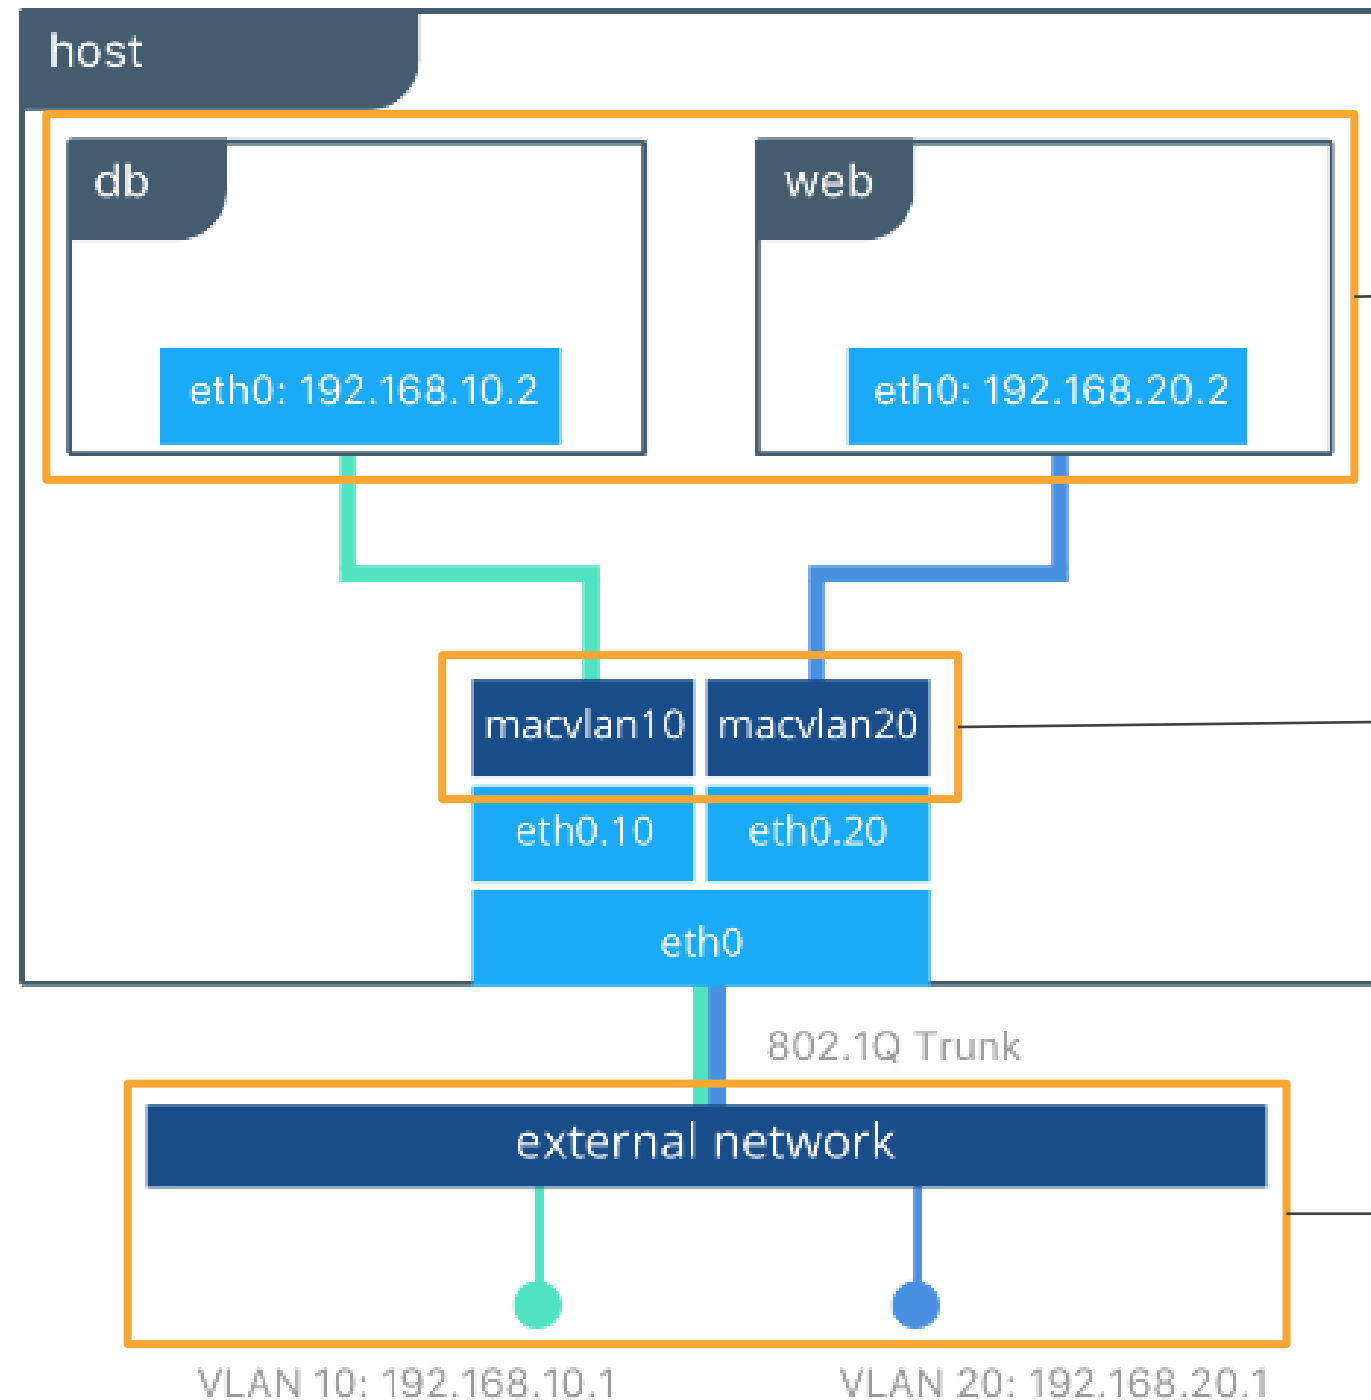 host
db
web
eth0: 192.168.10.2
eth0: 192.168.20.2
macvlan10
macvlan20
eth0.10
eth0.20
eth0
802.1Q Trunk
external network
VLAN 10: 192.168.10.1
VLAN 20: 192.168.20.1